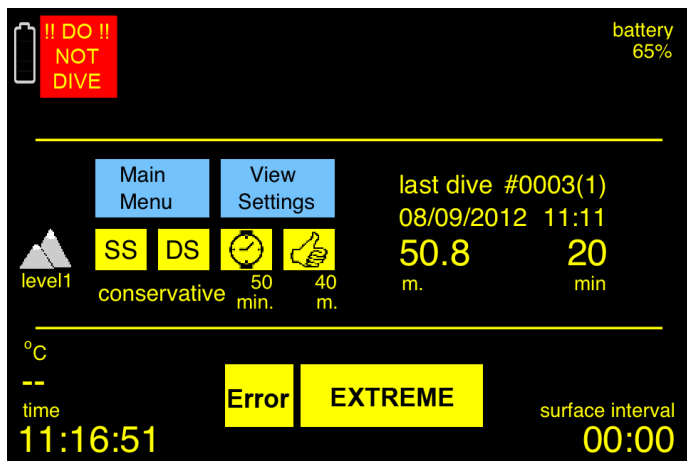 !! DO !!
NOT
DIVE
battery
65%
Main
Menu
View
Settings
last dive #0003(1)
08/09/2012 11:11
50.8 20
m. min
SS DS
level1
conservative
50
min.
40
m.
°C
--
time
11:16:51
Error
EXTREME
surface interval
00:00